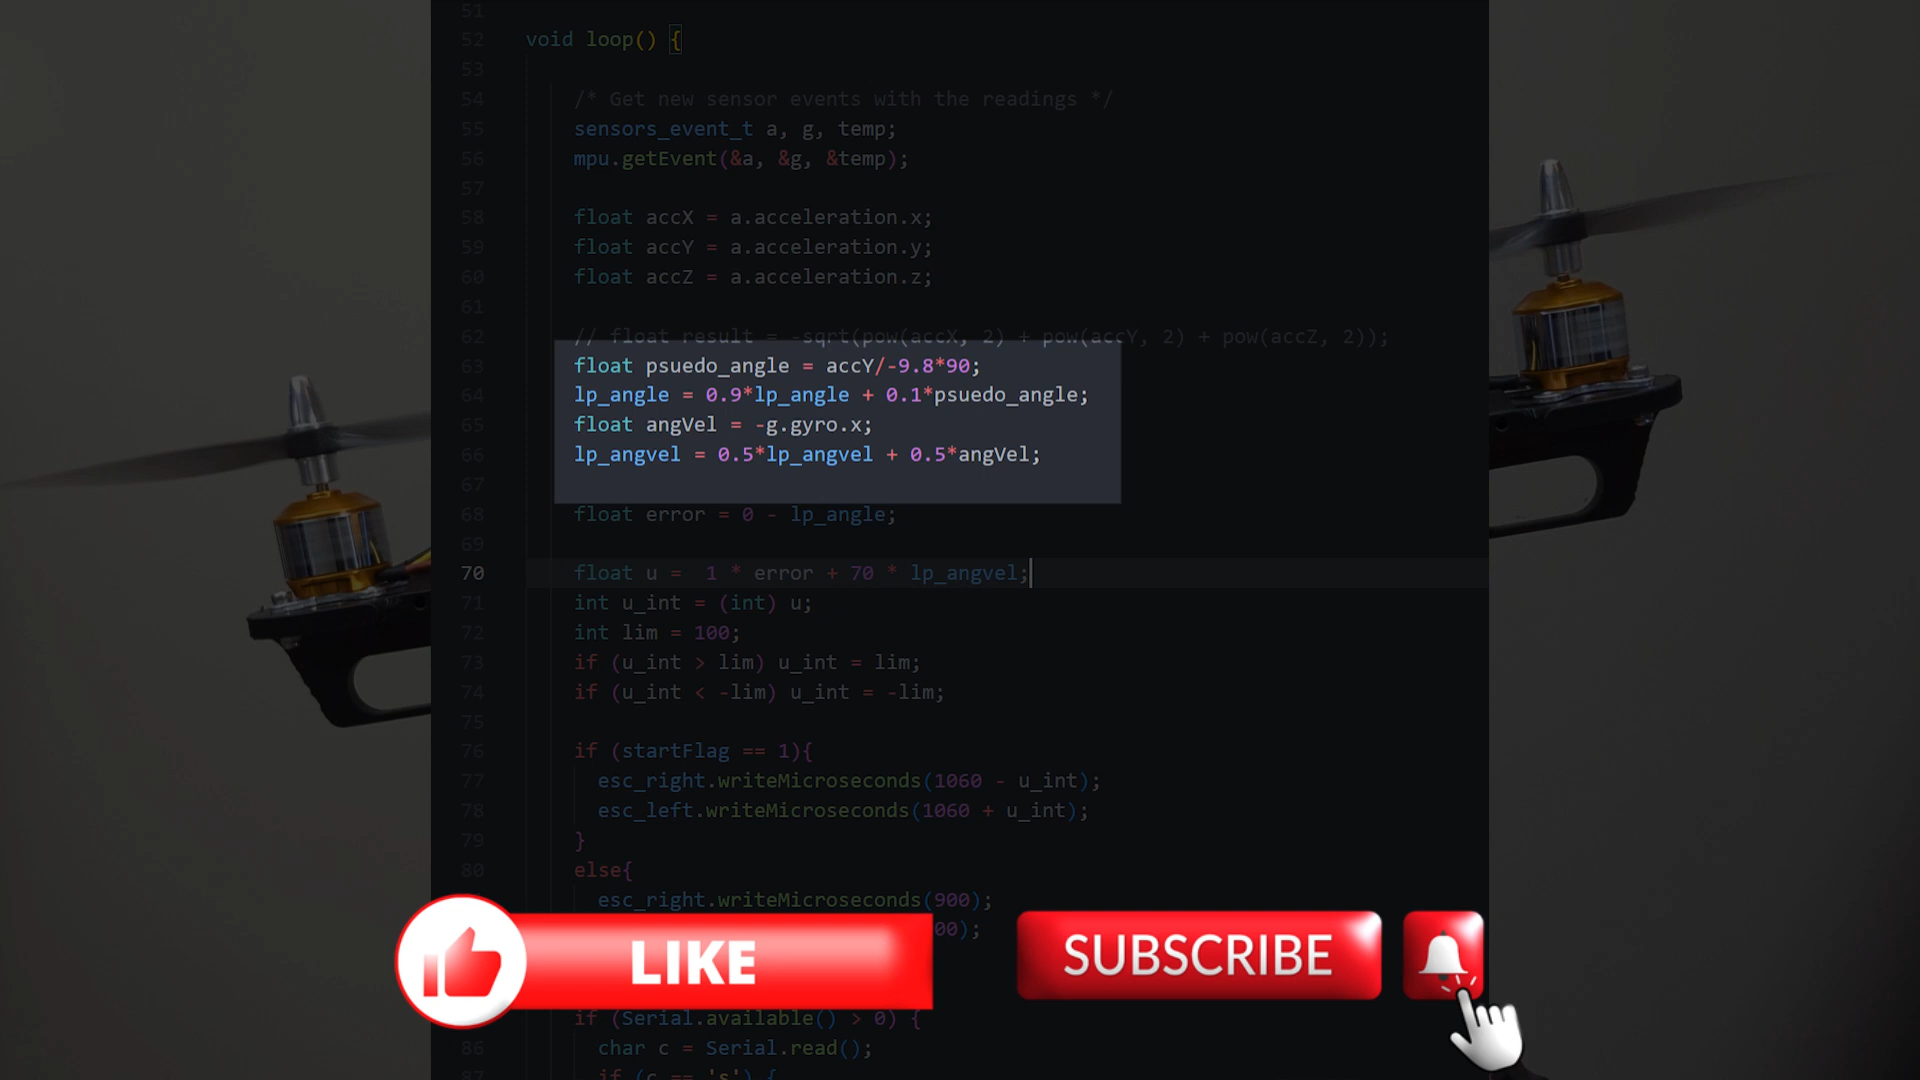 51
52 void loop() {
53
54 /* Get new sensor events with the readings */
55 sensors_event_t a, g, temp;
56 mpu.getEvent(&a, &g, &temp);
57
58 float accX = a.acceleration.x;
59 float accY = a.acceleration.y;
60 float accZ = a.acceleration.z;
61
62 // float result = -sqrt(pow(accX, 2) + pow(accY, 2) + pow(accZ, 2));
63 float psuedo_angle = accY/-9.8*90;
64 lp_angle = 0.9*lp_angle + 0.1*psuedo_angle;
65 float angVel = -g.gyro.x;
66 lp_angvel = 0.5*lp_angvel + 0.5*angVel;
67
68 float error = 0 - lp_angle;
69
70 float u =  1 * error + 70 * lp_angvel;
71 int u_int = (int) u;
72 int lim = 100;
73 if (u_int > lim) u_int = lim;
74 if (u_int < -lim) u_int = -lim;
75
76 if (startFlag == 1){
77 esc_right.writeMicroseconds(1060 - u_int);
78 esc_left.writeMicroseconds(1060 + u_int);
79 }
80 else{
esc_right.writeMicroseconds(900);
00);
LIKE
SUBSCRIBE
if (Serial.available() > 0) {
86 char c = Serial.read();
87 if (c == 's') {